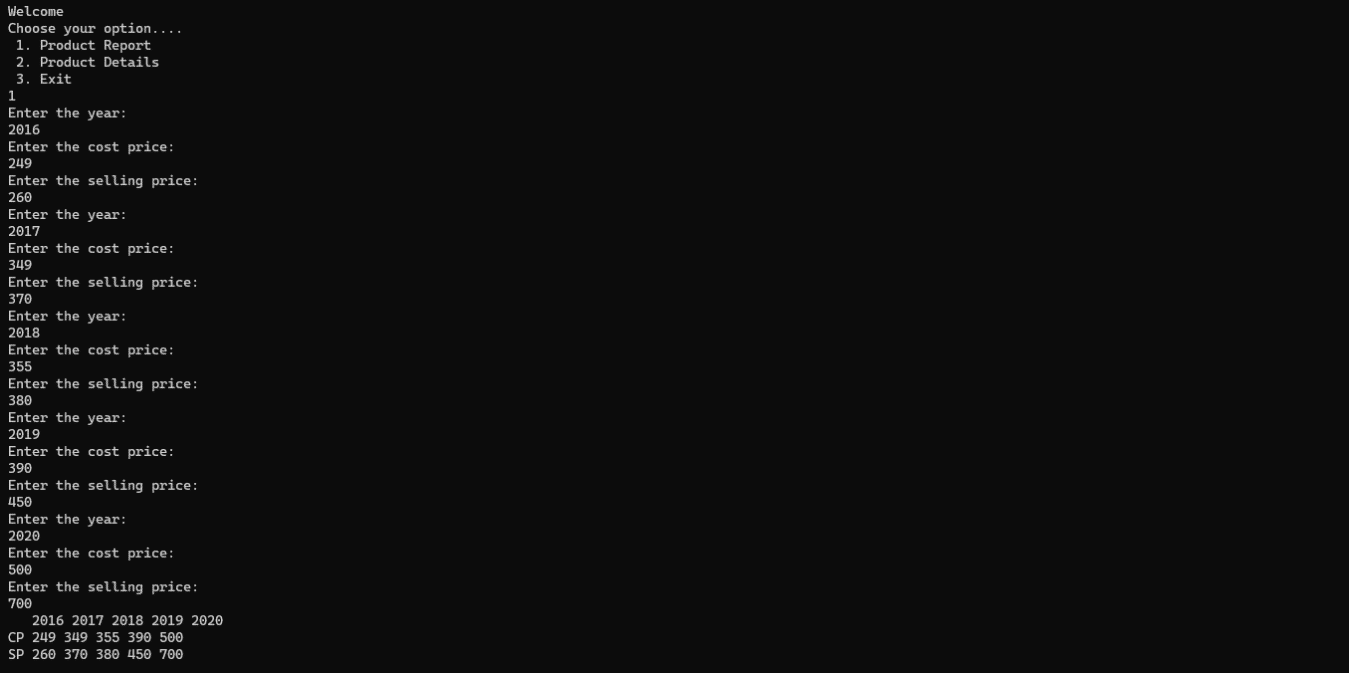 Welcome
Choose your option....
 1. Product Report
 2. Product Details
 3. Exit
1
Enter the year:
2016
Enter the cost price:
249
Enter the selling price:
260
Enter the year:
2017
Enter the cost price:
349
Enter the selling price:
370
Enter the year:
2018
Enter the cost price:
355
Enter the selling price:
380
Enter the year:
2019
Enter the cost price:
390
Enter the selling price:
450
Enter the year:
2020
Enter the cost price:
500
Enter the selling price:
700
   2016 2017 2018 2019 2020
CP 249 349 355 390 500
SP 260 370 380 450 700